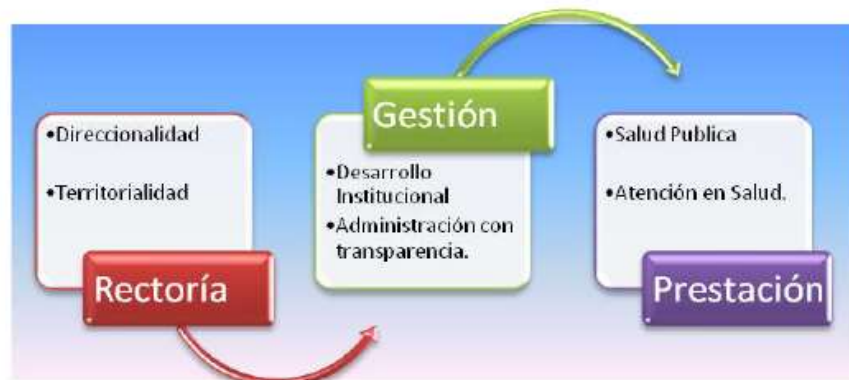 •Direccionalidad
•Territorialidad
Rectoría
Gestión
•Desarrollo
Institucional
•Administración con
transparencia.
•Salud Publica
•Atención en Salud.
Prestación